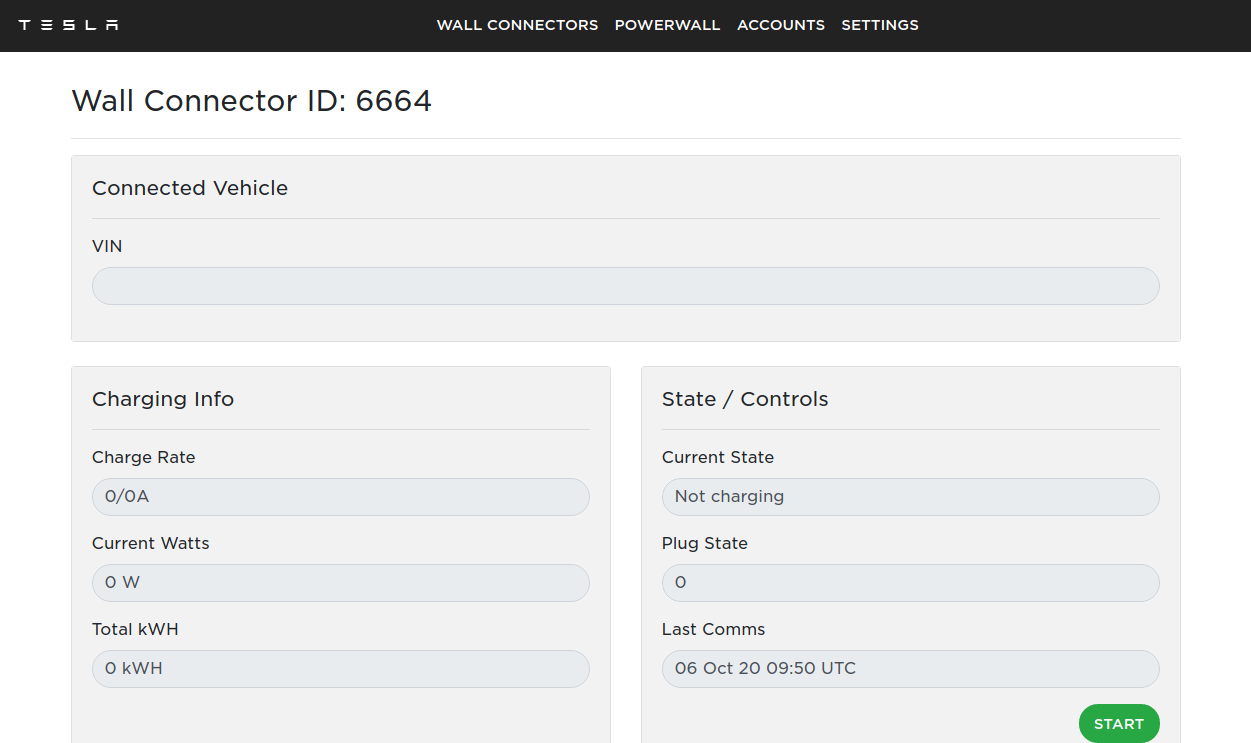 TESLA
WALL CONNECTORS POWERWALL ACCOUNTS SETTINGS
Wall Connector ID: 6664
Connected Vehicle
VIN
Charging Info
Charge Rate
0/0A
Current Watts
0 W
Total kWH
0 kWH
State / Controls
Current State
Not charging
Plug State
0
Last Comms
06 Oct 20 09:50 UTC
START